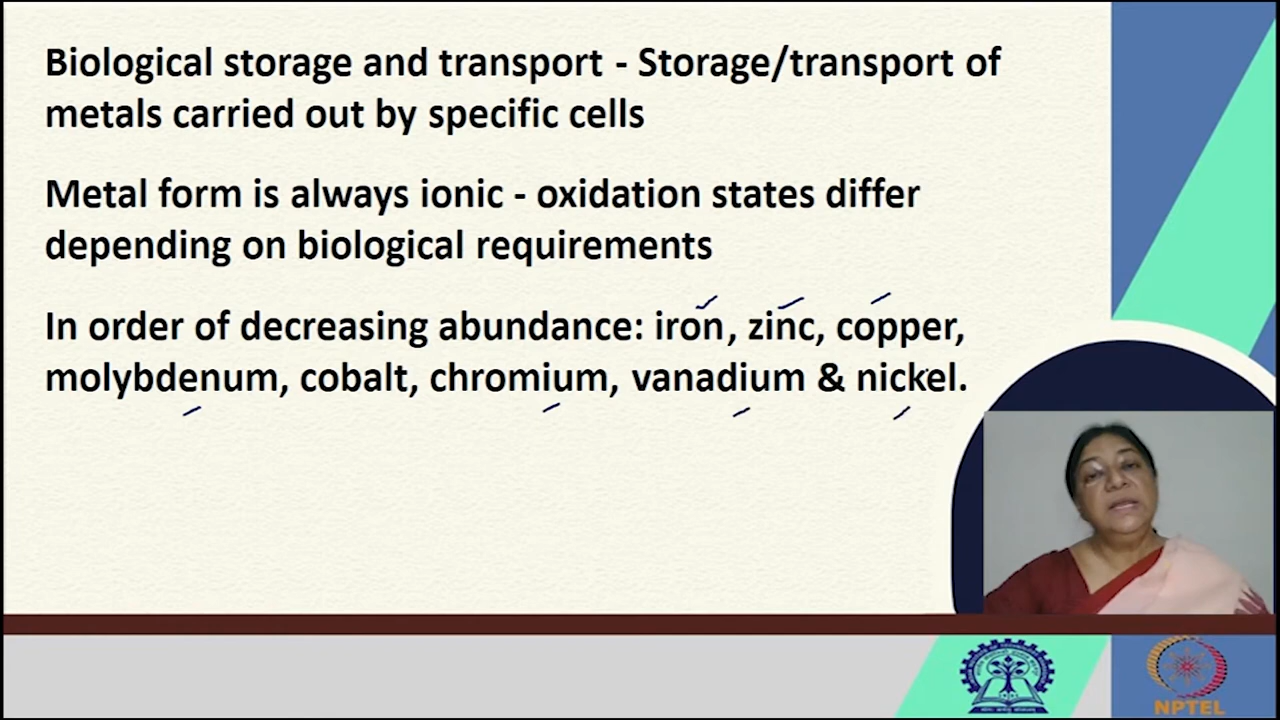 Biological storage and transport - Storage/transport of
metals carried out by specific cells
Metal form is always ionic - oxidation states differ
depending on biological requirements
In order of decreasing abundance: iron, zinc, copper,
molybdenum, cobalt, chromium, vanadium & nickel.
NPTEL